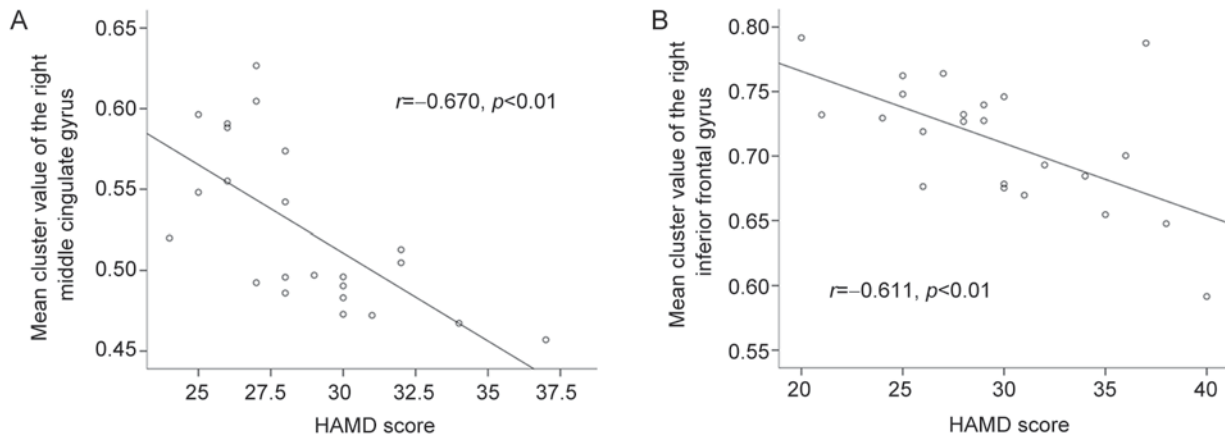 A
Mean cluster value of the right
middle cingulate gyrus
0.65
0.60
0.55
0.50
0.45
r=−0.670, p<0.01
25
27.5
30
32.5
35
37.5
HAMD score
B
Mean cluster value of the right
inferior frontal gyrus
0.80
0.75
0.70
0.65
0.60
0.55
r=−0.611, p<0.01
20
25
30
35
40
HAMD score